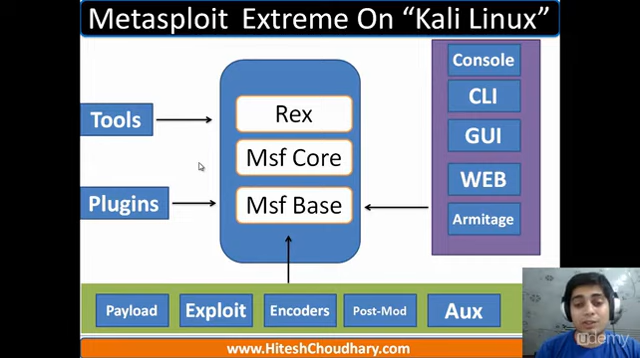 Metasploit Extreme On “Kali Linux”
Tools
Plugins
Rex
Msf Core
Msf Base
Console
CLI
GUI
WEB
Armitage
Payload
Exploit
Encoders
Post-Mod
Aux
www.HiteshChoudhary.com
udemy